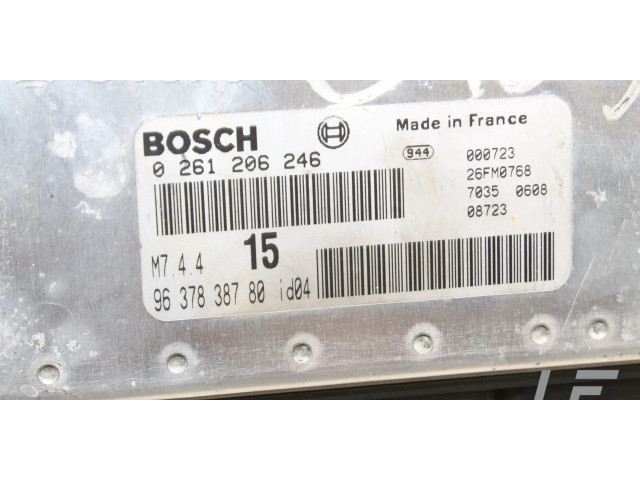 BOSCH
Made in France
0 261 206 246
944
000723
26FM0768
7035 0608
08723
M7.4.4
15
96 378 387 80 id04